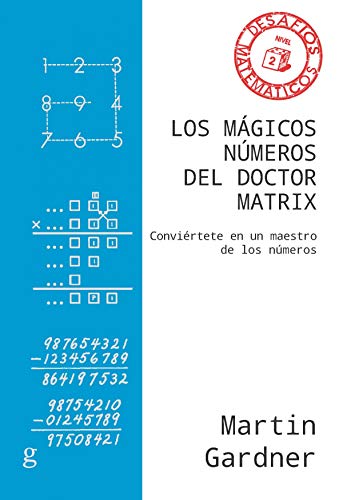 DESAFÍOS
MATEMÁTICOS
NIVEL
2
LOS MÁGICOS
NÚMEROS
DEL DOCTOR
MATRIX
Conviértete en un maestro
de los números
1 2 3
8 9 4
7 6 5
987654321
-123456789
864197532
98754210
-01245789
97508421
g
Martin
Gardner